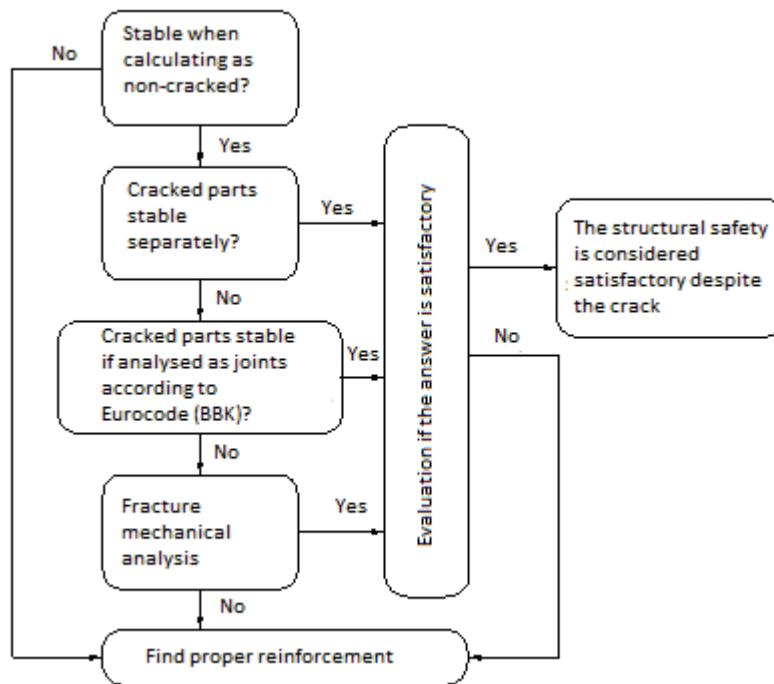 No
Stable when
calculating as
non-cracked?
Yes
Cracked parts
stable
separately?
Yes
No
Cracked parts stable
if analysed as joints
according to
Eurocode (BBK)?
Yes
No
Fracture
mechanical
analysis
Yes
No
Find proper reinforcement
Evaluation if the answer is satisfactory
Yes
No
The structural safety
is considered
satisfactory despite
the crack